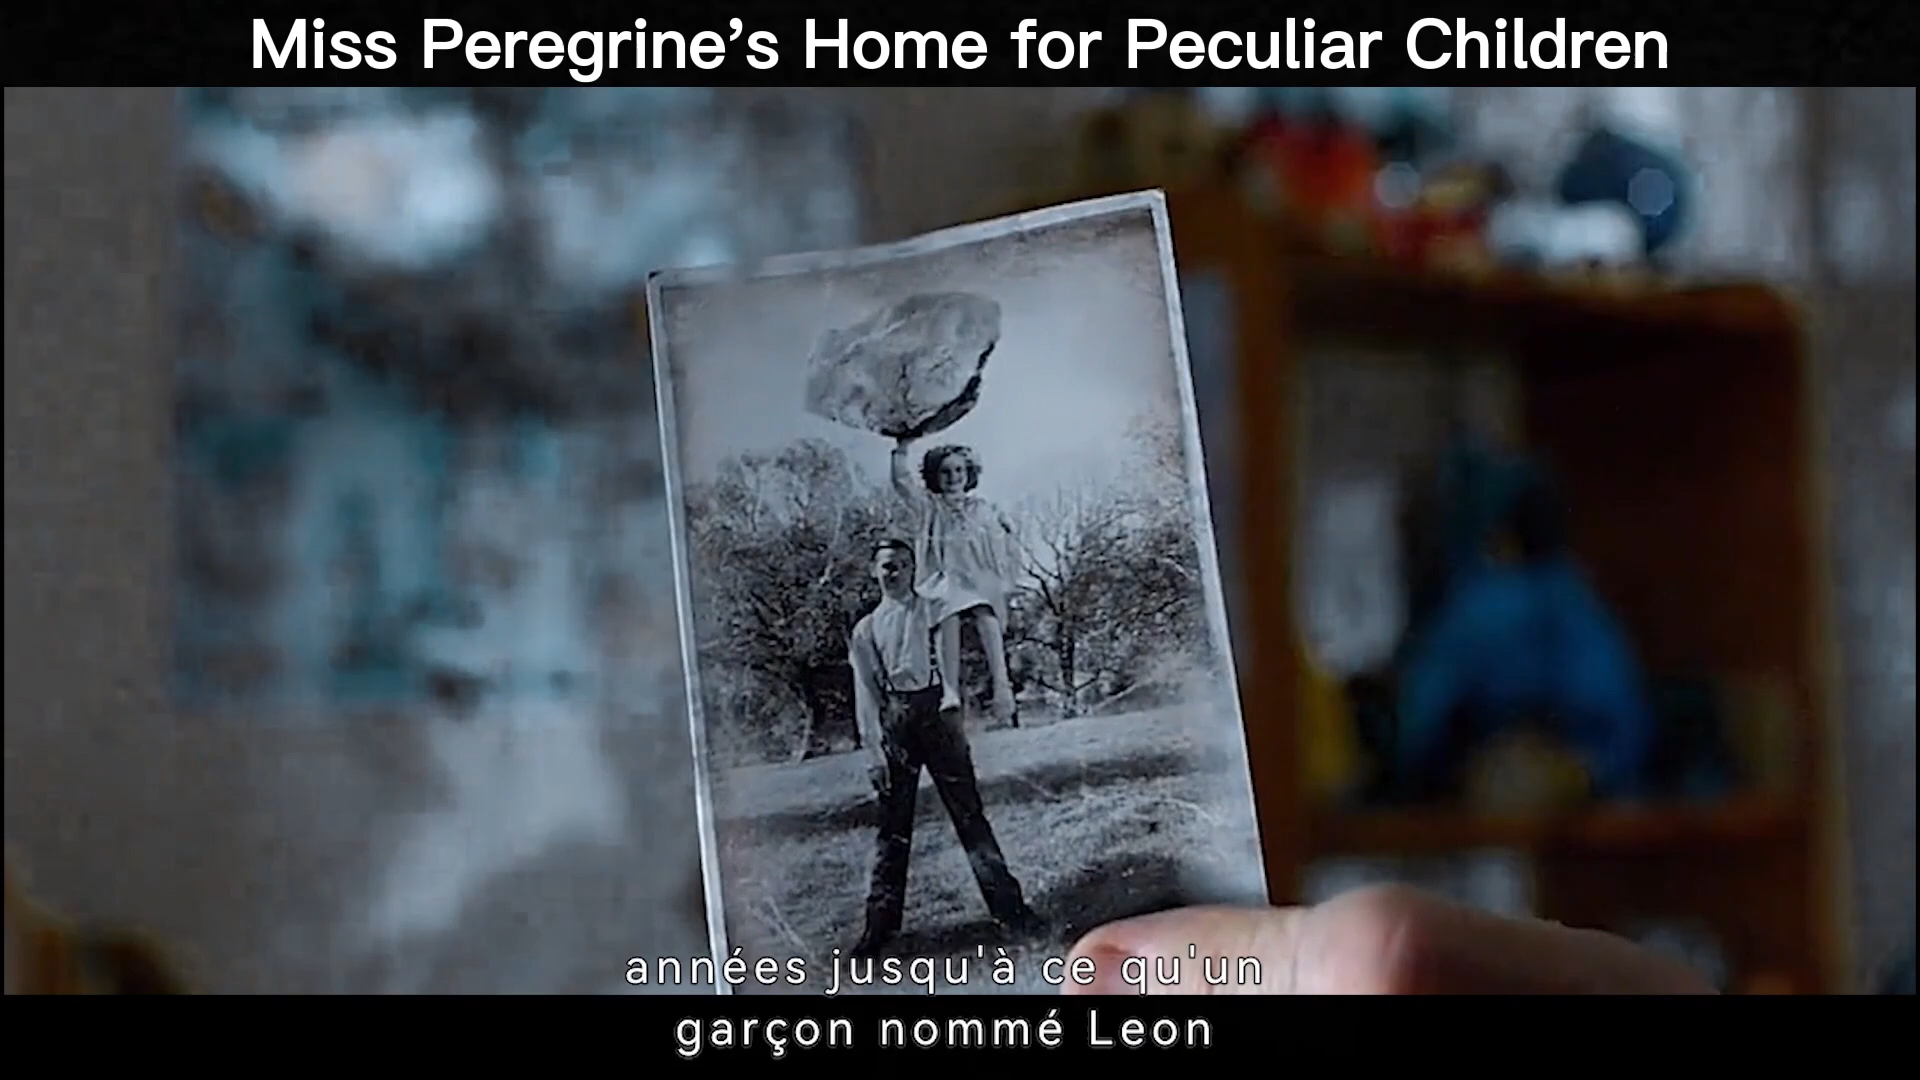 Miss Peregrine’s Home for Peculiar Children
années jusqu'à ce qu'un
garçon nommé Leon